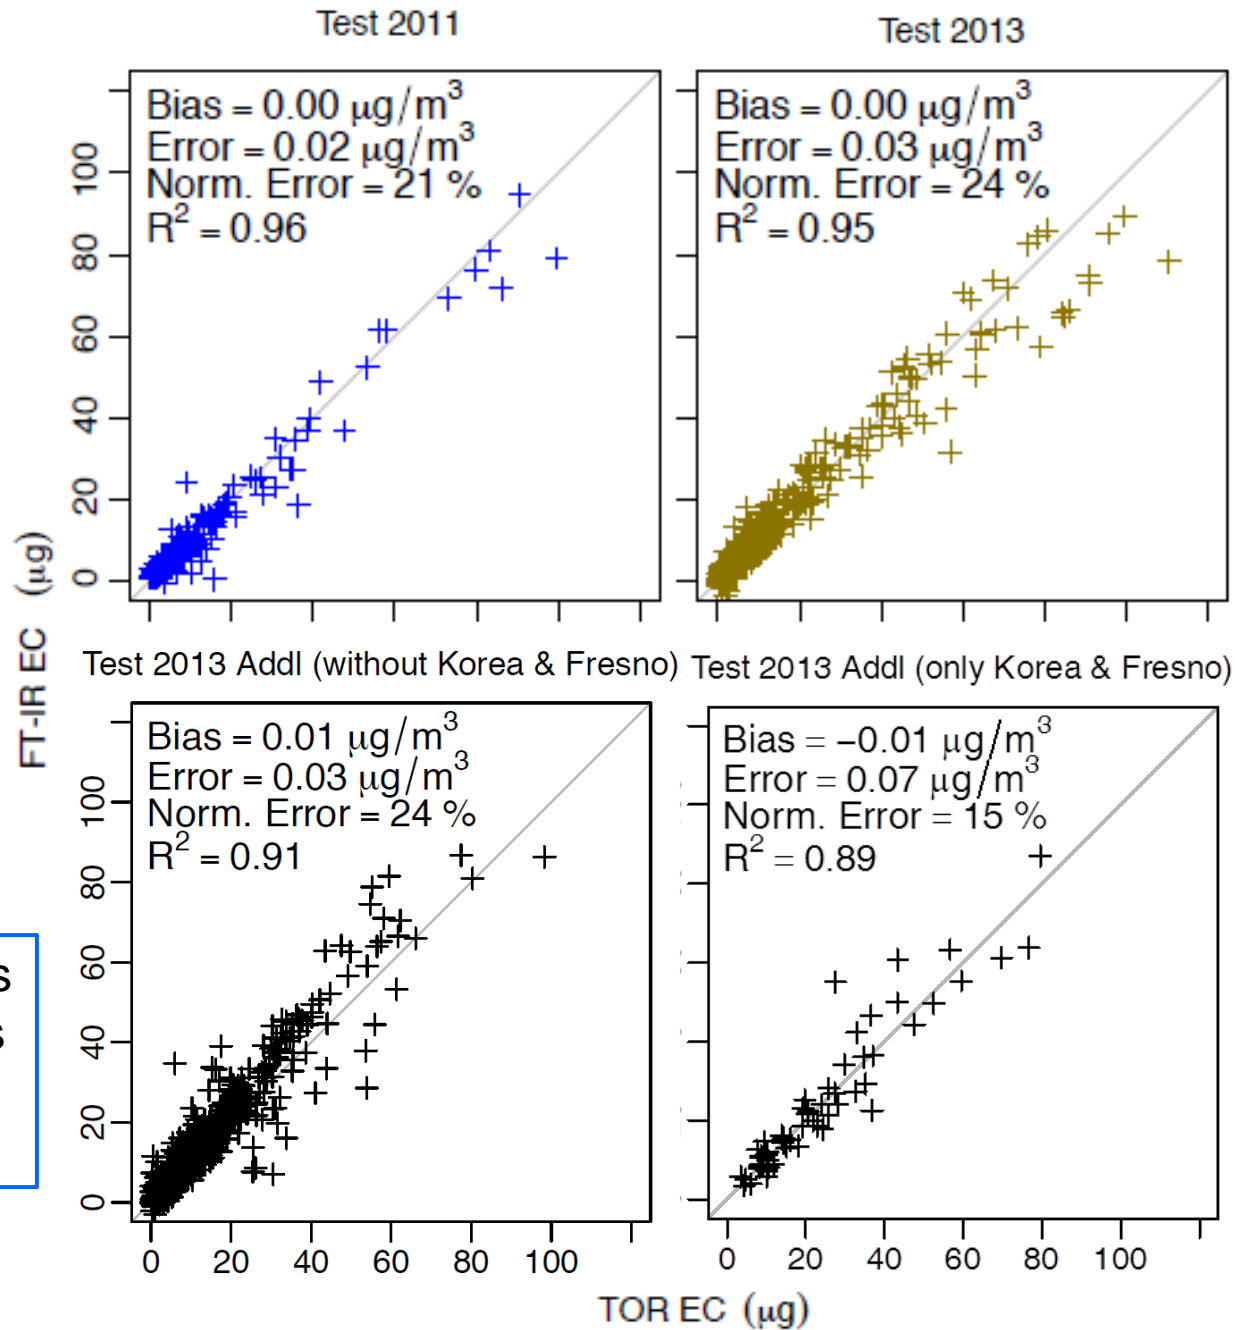 Test 2011
Bias = 0.00 μg/m³
Error = 0.02 μg/m³
Norm. Error = 21 %
R² = 0.96
100
80
60
40
20
0
Test 2013
Bias = 0.00 μg/m³
Error = 0.03 μg/m³
Norm. Error = 24 %
R² = 0.95
FT-IR EC (μg)
Test 2013 Addl (without Korea & Fresno)
Bias = 0.01 μg/m³
Error = 0.03 μg/m³
Norm. Error = 24 %
R² = 0.91
100
80
60
40
20
0
0 20 40 60 80 100
Test 2013 Addl (only Korea & Fresno)
Bias = −0.01 μg/m³
Error = 0.07 μg/m³
Norm. Error = 15 %
R² = 0.89
0 20 40 60 80 100
TOR EC (μg)
s
s